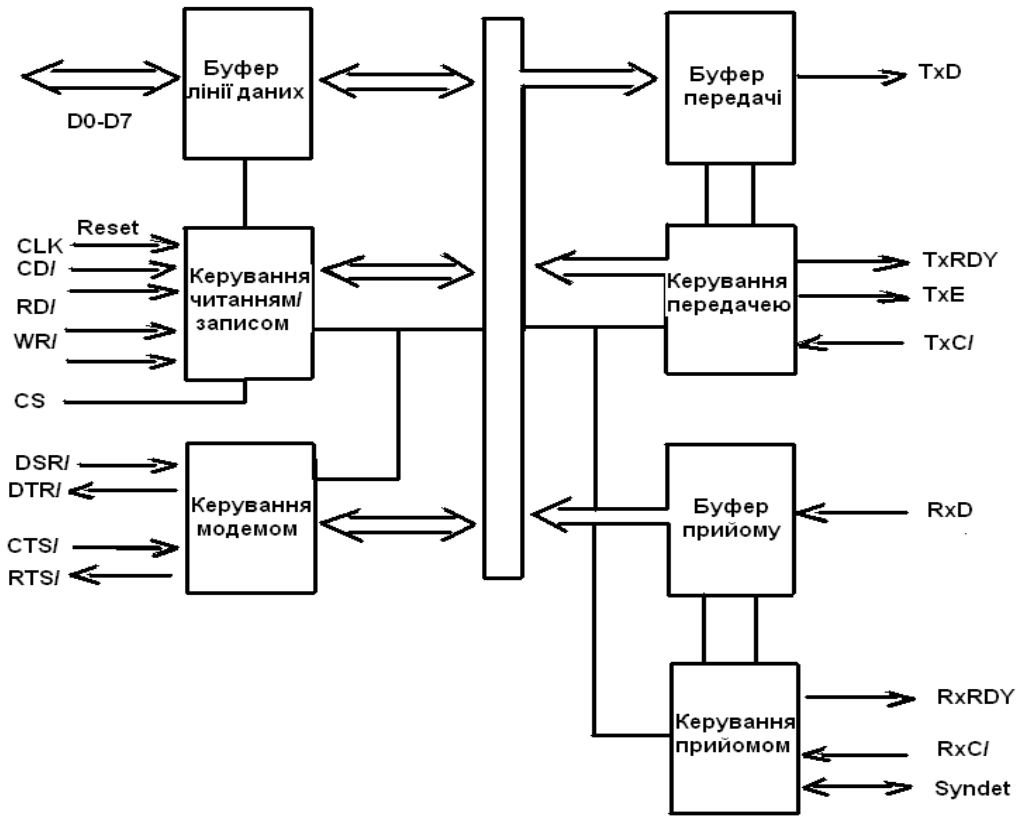 Буфер
лінії даних
D0-D7
Буфер
передачі
TxD
Reset
CLK
CD/
RD/
WR/
CS
Керування
читанням/
записом
Керування
передачею
TxRDY
TxE
TxC/
DSR/
DTR/
CTS/
RTS/
Керування
модемом
Буфер
прийому
RxD
Керування
прийомом
RxRDY
RxC/
Syndet